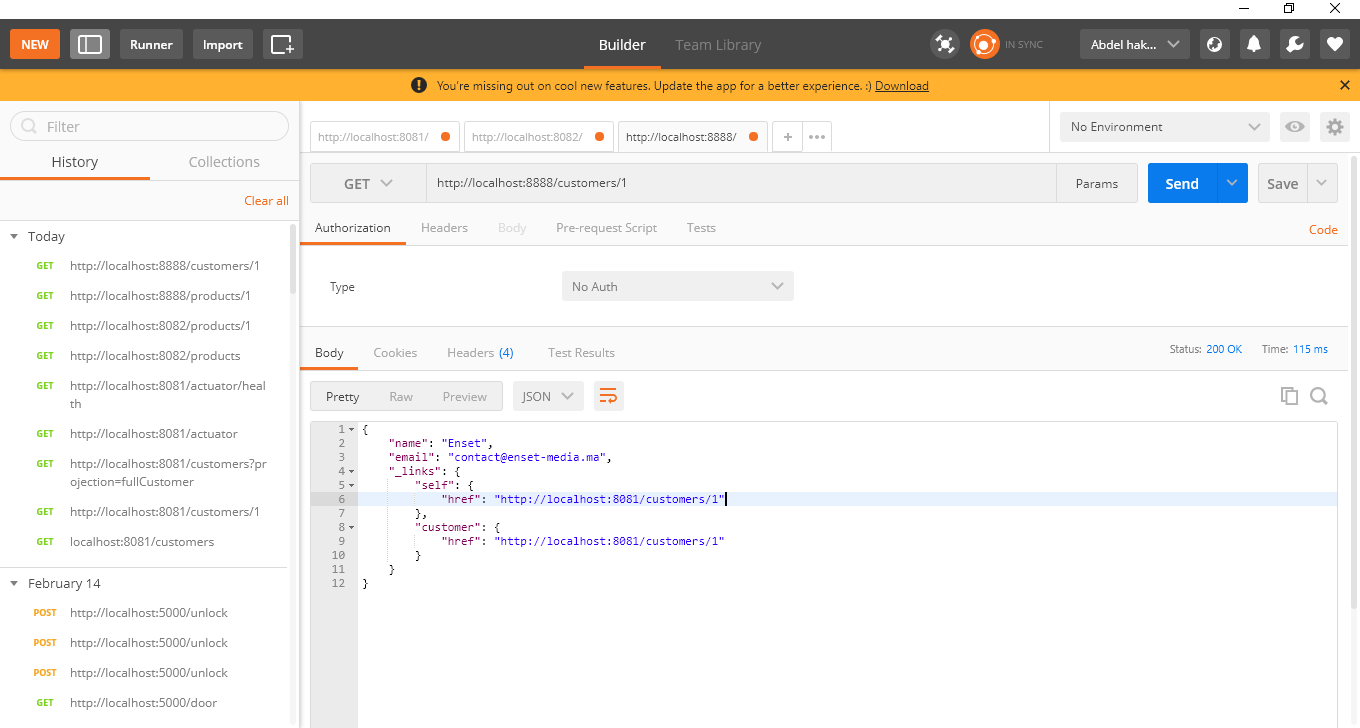 NEW Runner Import Builder Team Library IN SYNC Abdel hak...
You're missing out on cool new features. Update the app for a better experience. :) Download
Filter
History Collections
Clear all
Today
GET http://localhost:8888/customers/1
GET http://localhost:8888/products/1
GET http://localhost:8082/products/1
GET http://localhost:8082/products
GET http://localhost:8081/actuator/heal
th
GET http://localhost:8081/actuator
GET http://localhost:8081/customers?pr
ojection=fullCustomer
GET http://localhost:8081/customers/1
GET localhost:8081/customers
February 14
POST http://localhost:5000/unlock
POST http://localhost:5000/unlock
POST http://localhost:5000/unlock
GET http://localhost:5000/door
http://localhost:8081/ http://localhost:8082/ http://localhost:8888/ + ••• No Environment
GET http://localhost:8888/customers/1 Params Send Save
Authorization Headers Body Pre-request Script Tests Code
Type No Auth
Body Cookies Headers (4) Test Results Status: 200 OK Time: 115 ms
Pretty Raw Preview JSON
1 {
2 "name": "Enset",
3 "email": "contact@enset-media.ma",
4 "_links": {
5 "self": {
6 "href": "http://localhost:8081/customers/1"
7 },
8 "customer": {
9 "href": "http://localhost:8081/customers/1"
10 }
11 }
12 }